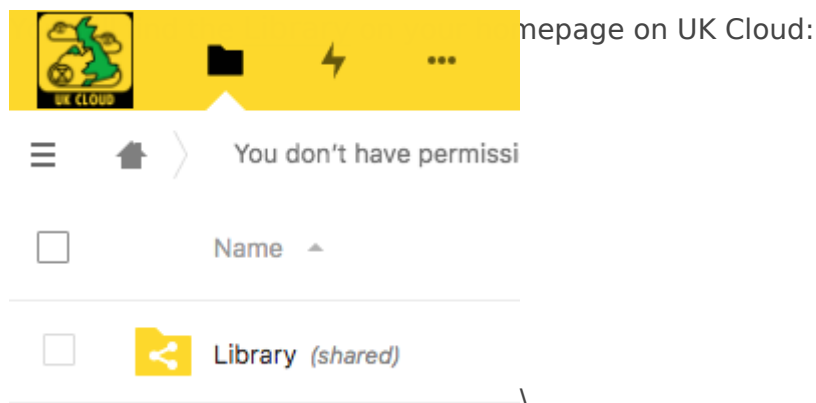 mepage on UK Cloud:
UK CLOUD
You don't have permissi
Name
Library (shared)
\